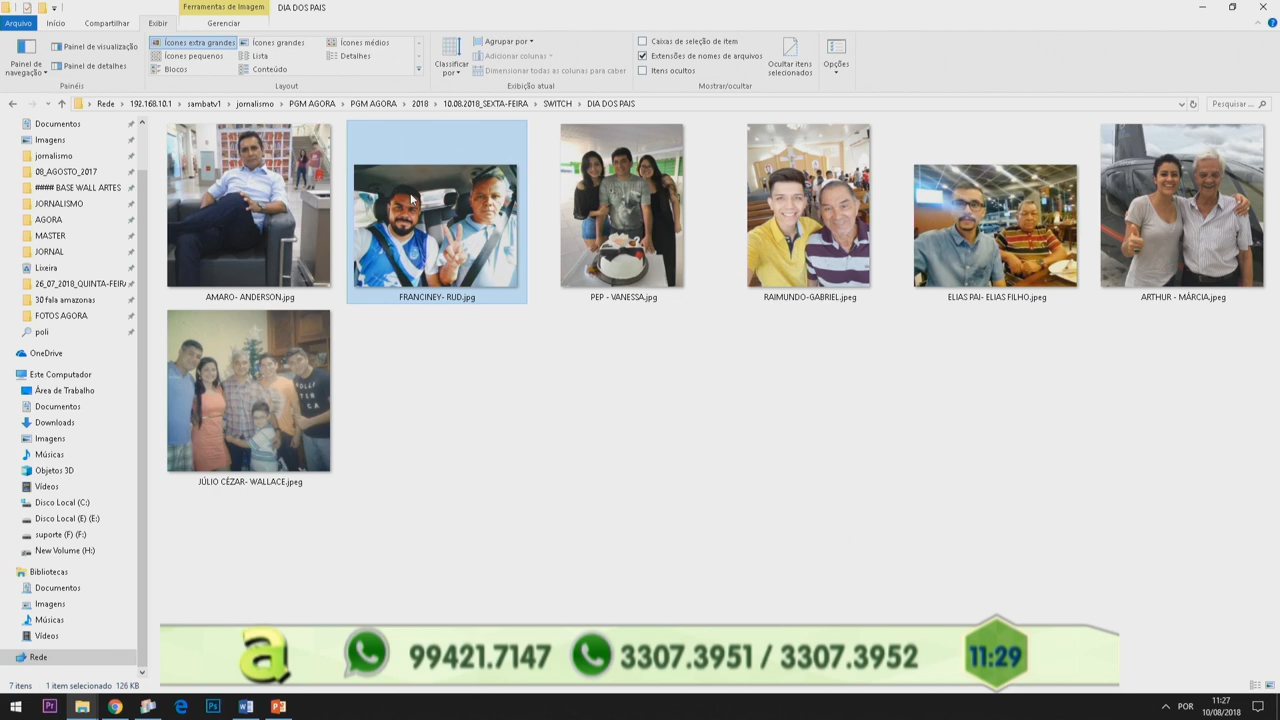 Ferramentas de Imagem DIA DOS PAIS
Arquivo Início Compartilhar Exibir Gerenciar
Painel de navegação
Painel de visualização
Painel de detalhes
Painéis
Ícones extra grandes Ícones grandes Ícones médios
Ícones pequenos Lista Detalhes
Blocos Conteúdo
Layout
Classificar por
Agrupar por
Adicionar colunas
Dimensionar todas as colunas para caber
Exibição atual
Caixas de seleção de item
Extensões de nomes de arquivos
Itens ocultos
Ocultar itens selecionados
Mostrar/ocultar
Opções
Rede > 192.168.10.1 > sambatv1 > jornalismo > PGM AGORA > PGM AGORA > 2018 > 10.08.2018_SEXTA-FEIRA > SWITCH > DIA DOS PAIS
Pesquisar ...
Documentos
Imagens
jornalismo
08_AGOSTO_2017
#### BASE WALL ARTES
JORNALISMO
AGORA
MASTER
JORNAL
Lixeira
26_07_2018_QUINTA-FEIRA
30 fala amazonas
FOTOS AGORA
poli
OneDrive
Este Computador
Área de Trabalho
Documentos
Downloads
Imagens
Músicas
Objetos 3D
Vídeos
Disco Local (C:)
Disco Local (E) (E:)
suporte (F) (F:)
New Volume (H:)
Bibliotecas
Documentos
Imagens
Músicas
Vídeos
Rede
AMARO- ANDERSON.jpg
FRANCINEY- RUD.jpg
PEP - VANESSA.jpg
RAIMUNDO-GABRIEL.jpeg
ELIAS PAI- ELIAS FILHO.jpeg
ARTHUR - MÁRCIA.jpeg
JÚLIO CÉZAR- WALLACE.jpeg
a 99421.7147 3307.3951 / 3307.3952 11:29
7 itens 1 item selecionado 126 KB
Pr Ps
POR
11:27
10/08/2018